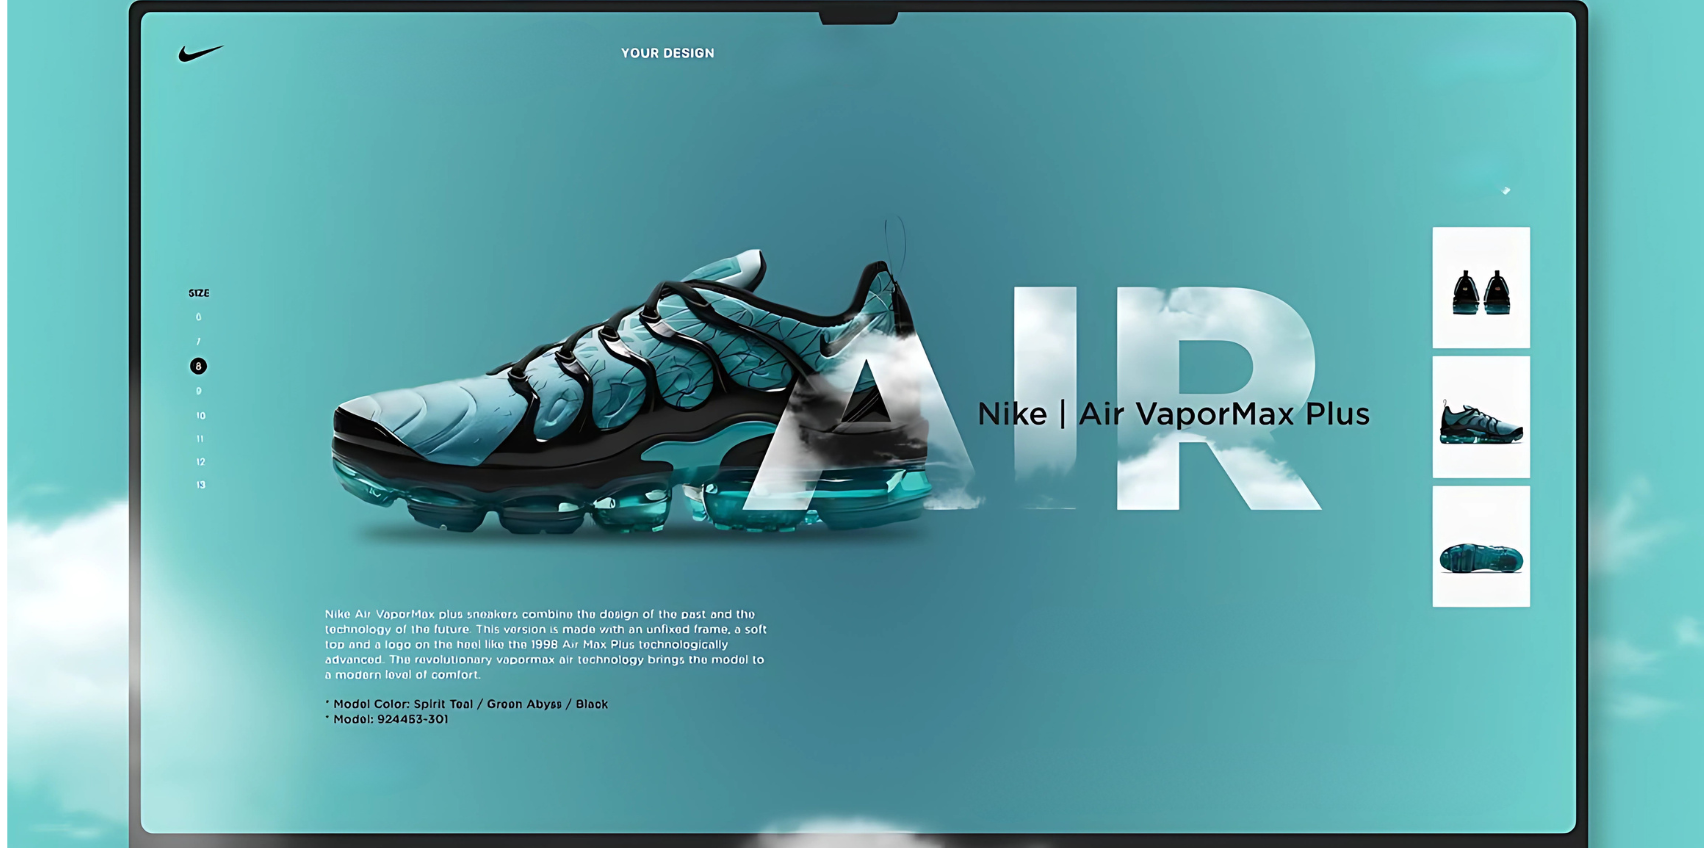 YOUR DESIGN
SIZE
6
7
8
9
10
11
12
13
AIR
Nike | Air VaporMax Plus
Nike Air VaporMax plus sneakers combine the design of the past and the
technology of the future. This version is made with an unfixed frame, a soft
top and a logo on the heel like the 1998 Air Max Plus technologically
advanced. The revolutionary vapormax air technology brings the model to
a modern level of comfort.
* Model Color: Spirit Teal / Green Abyss / Black
* Model: 924453-301